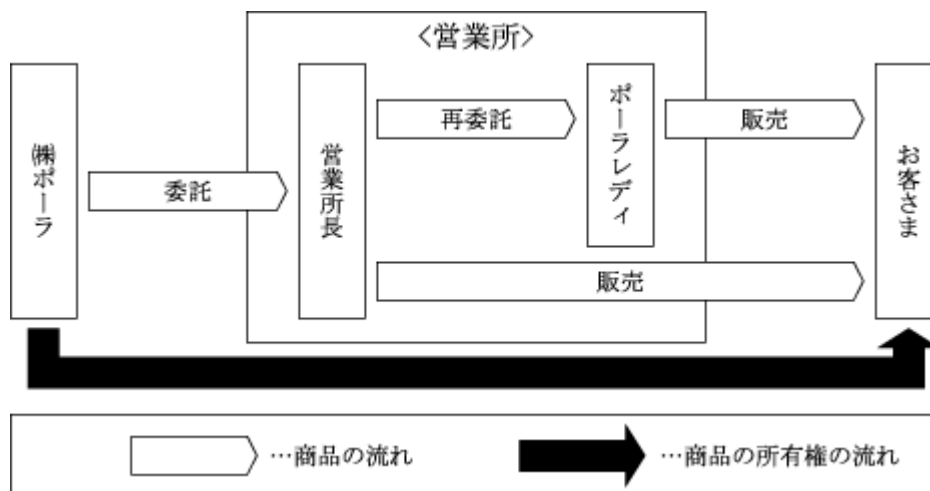 <営業所>
㈱ポーラ
委託
営業所長
再委託
ポーラレディ
販売
販売
お客さま
…商品の流れ
…商品の所有権の流れ